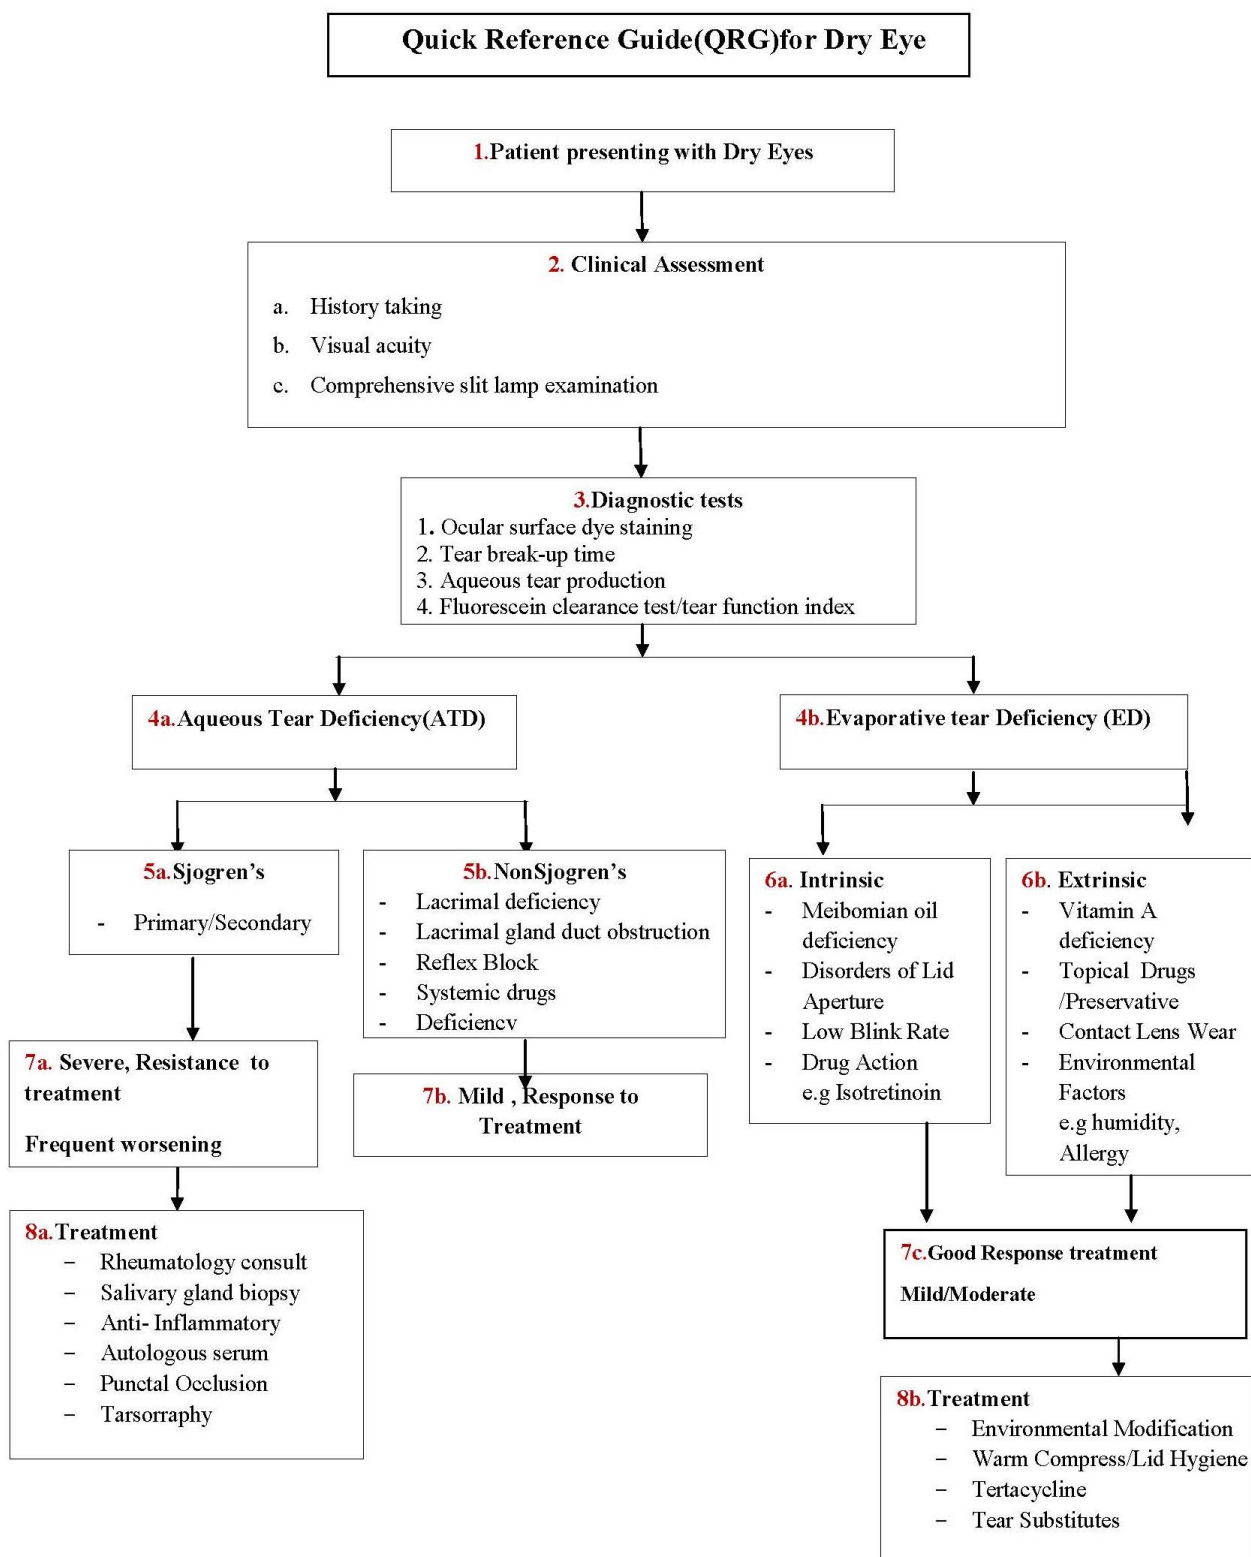 Quick Reference Guide(QRG)for Dry Eye
1.Patient presenting with Dry Eyes
2. Clinical Assessment
a. History taking
b. Visual acuity
c. Comprehensive slit lamp examination
3.Diagnostic tests
1. Ocular surface dye staining
2. Tear break-up time
3. Aqueous tear production
4. Fluorescein clearance test/tear function index
4a.Aqueous Tear Deficiency(ATD)
4b.Evaporative tear Deficiency (ED)
5a.Sjogren's
- Primary/Secondary
5b.NonSjogren's
- Lacrimal deficiency
- Lacrimal gland duct obstruction
- Reflex Block
- Systemic drugs
- Deficiency
6a. Intrinsic
- Meibomian oil
deficiency
- Disorders of Lid
Aperture
- Low Blink Rate
- Drug Action
e.g Isotretinoin
6b. Extrinsic
- Vitamin A
deficiency
- Topical Drugs
/Preservative
- Contact Lens Wear
- Environmental
Factors
e.g humidity,
Allergy
7a. Severe, Resistance to
treatment
Frequent worsening
7b. Mild , Response to
Treatment
7c.Good Response treatment
Mild/Moderate
8a.Treatment
– Rheumatology consult
– Salivary gland biopsy
– Anti- Inflammatory
– Autologous serum
– Punctal Occlusion
– Tarsorraphy
8b.Treatment
– Environmental Modification
– Warm Compress/Lid Hygiene
– Tertacycline
– Tear Substitutes